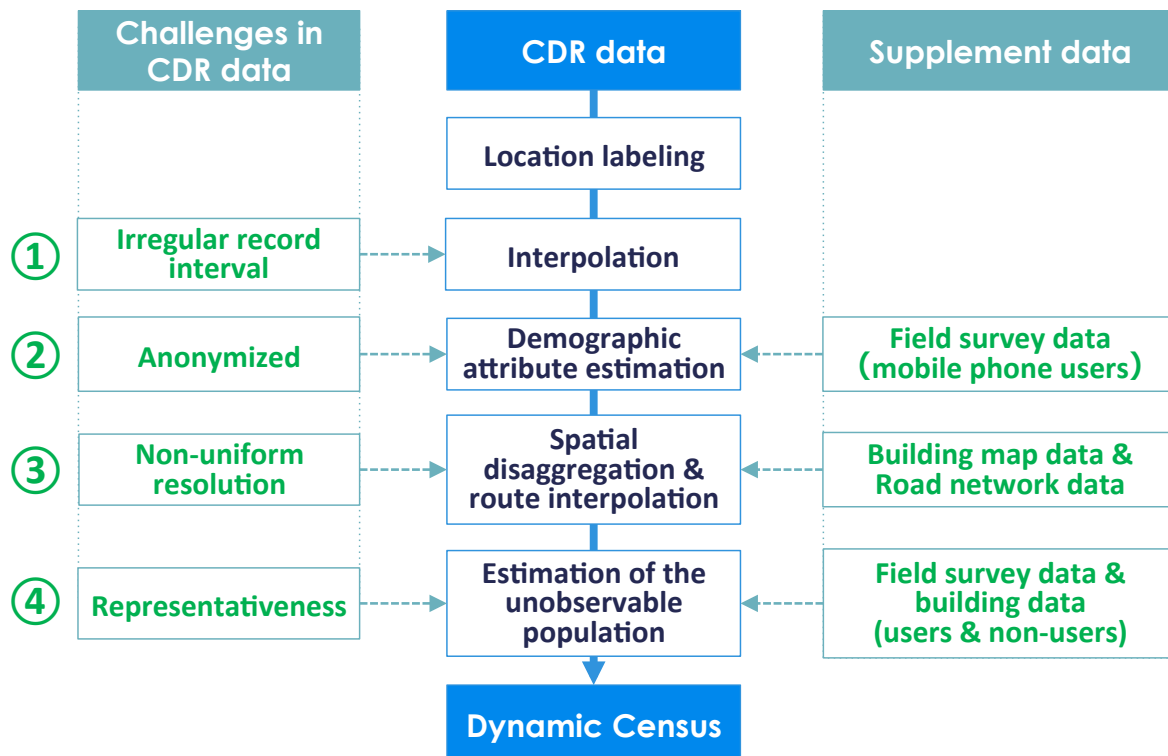 Challenges in
CDR data
CDR data
Supplement data
Location labeling
①
Irregular record
interval
Interpolation
②
Anonymized
Demographic
attribute estimation
Field survey data
(mobile phone users)
③
Non-uniform
resolution
Spatial
disaggregation &
route interpolation
Building map data &
Road network data
④
Representativeness
Estimation of the
unobservable
population
Field survey data &
building data
(users & non-users)
Dynamic Census